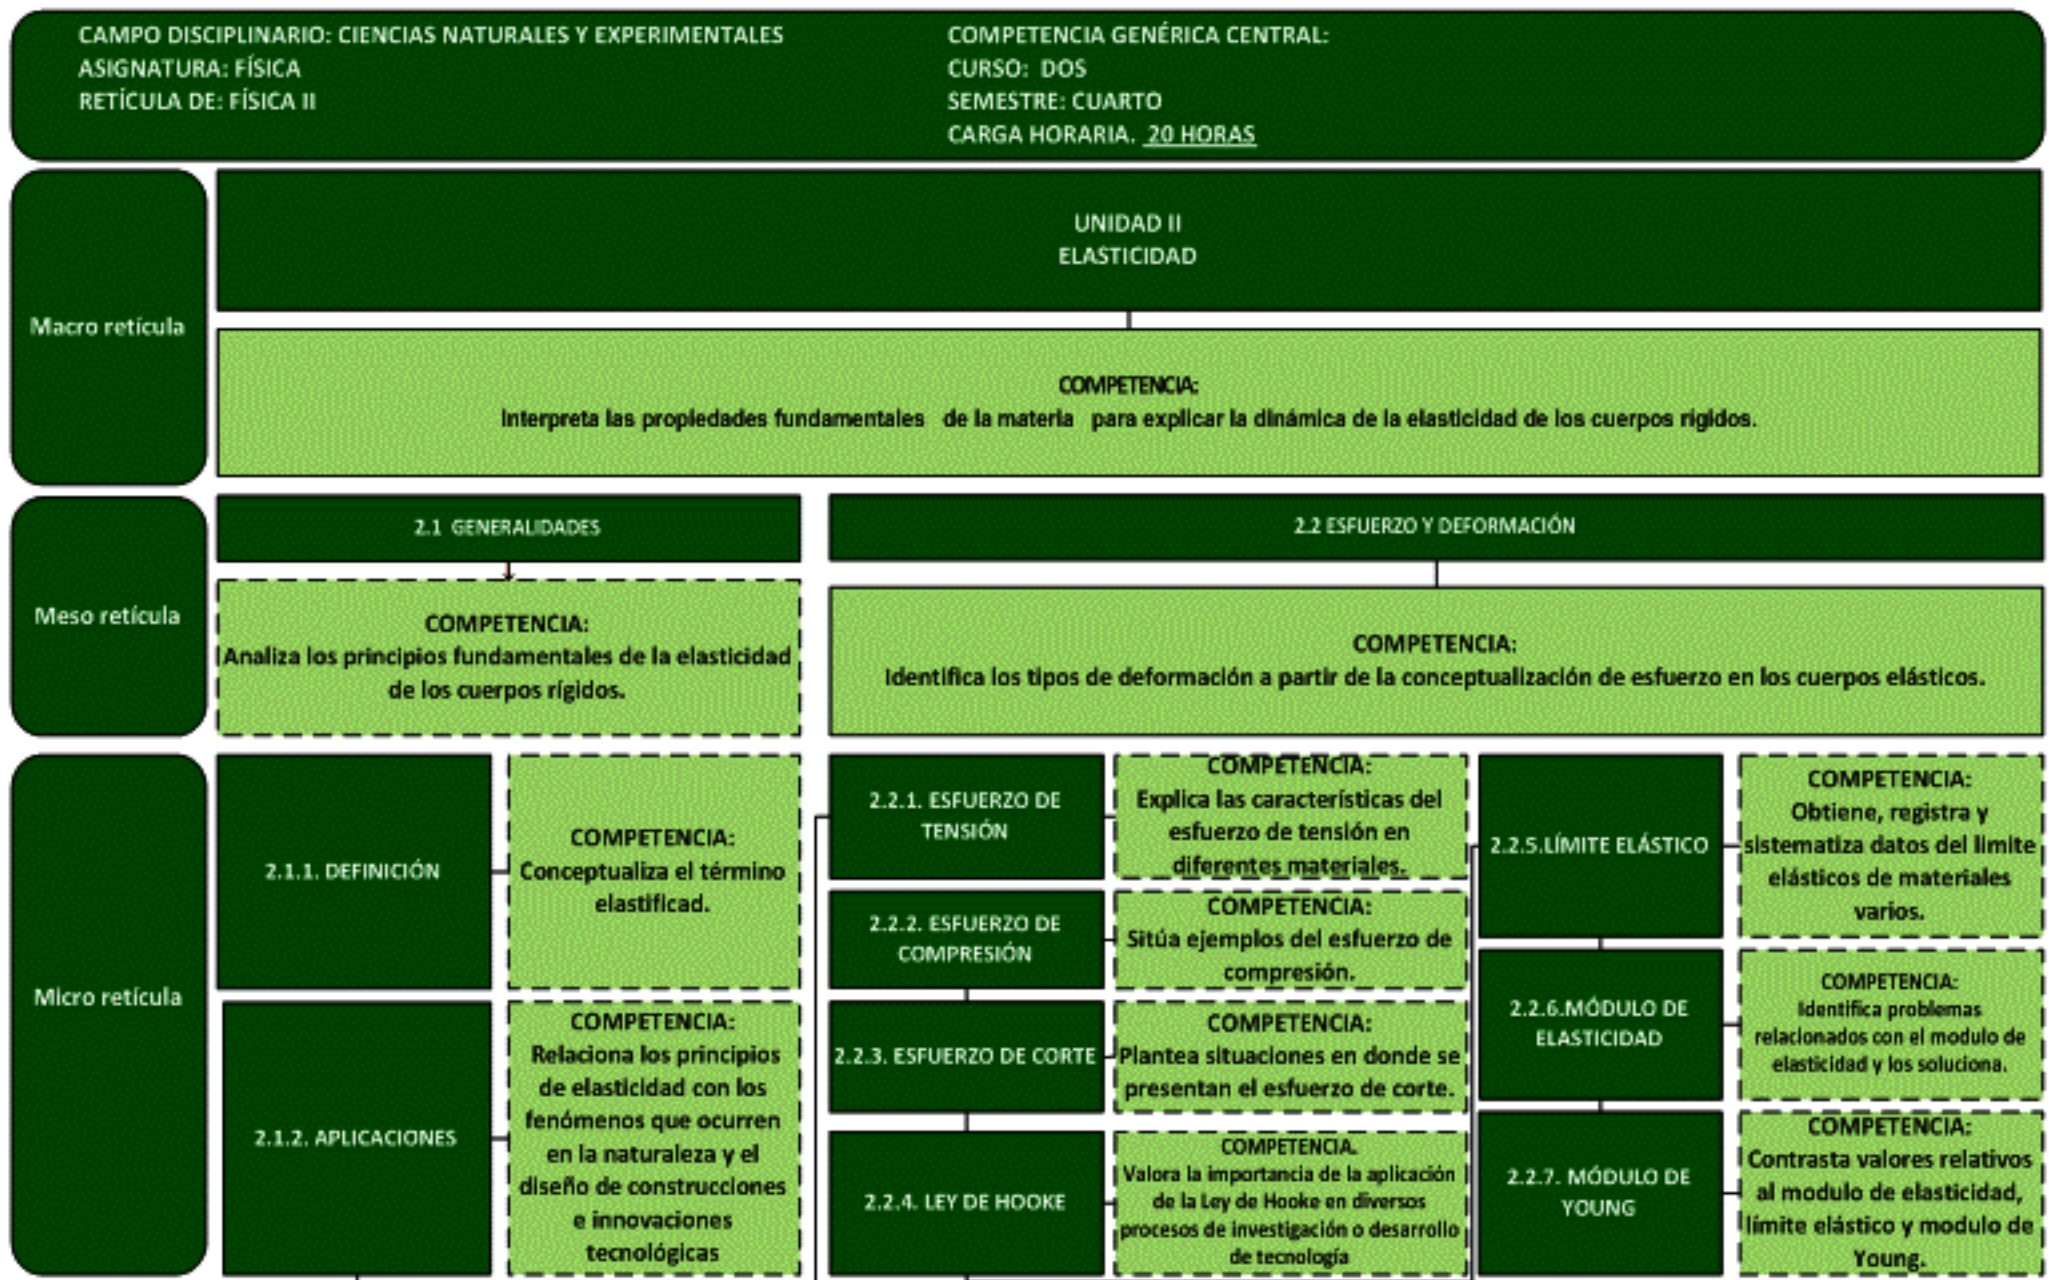 CAMPO DISCIPLINARIO: CIENCIAS NATURALES Y EXPERIMENTALES
ASIGNATURA: FÍSICA
RETÍCULA DE: FÍSICA II
COMPETENCIA GENÉRICA CENTRAL:
CURSO: DOS
SEMESTRE: CUARTO
CARGA HORARIA. 20 HORAS
Macro retícula
UNIDAD II
ELASTICIDAD
COMPETENCIA:
Interpreta las propiedades fundamentales de la materia para explicar la dinámica de la elasticidad de los cuerpos rígidos.
Meso retícula
2.1 GENERALIDADES
COMPETENCIA:
Analiza los principios fundamentales de la elasticidad
de los cuerpos rígidos.
2.2 ESFUERZO Y DEFORMACIÓN
COMPETENCIA:
Identifica los tipos de deformación a partir de la conceptualización de esfuerzo en los cuerpos elásticos.
Micro retícula
2.1.1. DEFINICIÓN
COMPETENCIA:
Conceptualiza el término
elastificad.
2.1.2. APLICACIONES
COMPETENCIA:
Relaciona los principios
de elasticidad con los
fenómenos que ocurren
en la naturaleza y el
diseño de construcciones
e innovaciones
tecnológicas
2.2.1. ESFUERZO DE
TENSIÓN
COMPETENCIA:
Explica las características del
esfuerzo de tensión en
diferentes materiales.
2.2.2. ESFUERZO DE
COMPRESIÓN
COMPETENCIA:
Sitúa ejemplos del esfuerzo de
compresión.
2.2.3. ESFUERZO DE CORTE
COMPETENCIA:
Plantea situaciones en donde se
presentan el esfuerzo de corte.
2.2.4. LEY DE HOOKE
COMPETENCIA.
Valora la importancia de la aplicación
de la Ley de Hooke en diversos
procesos de investigación o desarrollo
de tecnología
2.2.5.LÍMITE ELÁSTICO
COMPETENCIA:
Obtiene, registra y
sistematiza datos del limite
elásticos de materiales
varios.
2.2.6.MÓDULO DE
ELASTICIDAD
COMPETENCIA:
Identifica problemas
relacionados con el modulo de
elasticidad y los soluciona.
2.2.7. MÓDULO DE
YOUNG
COMPETENCIA:
Contrasta valores relativos
al modulo de elasticidad,
límite elástico y modulo de
Young.